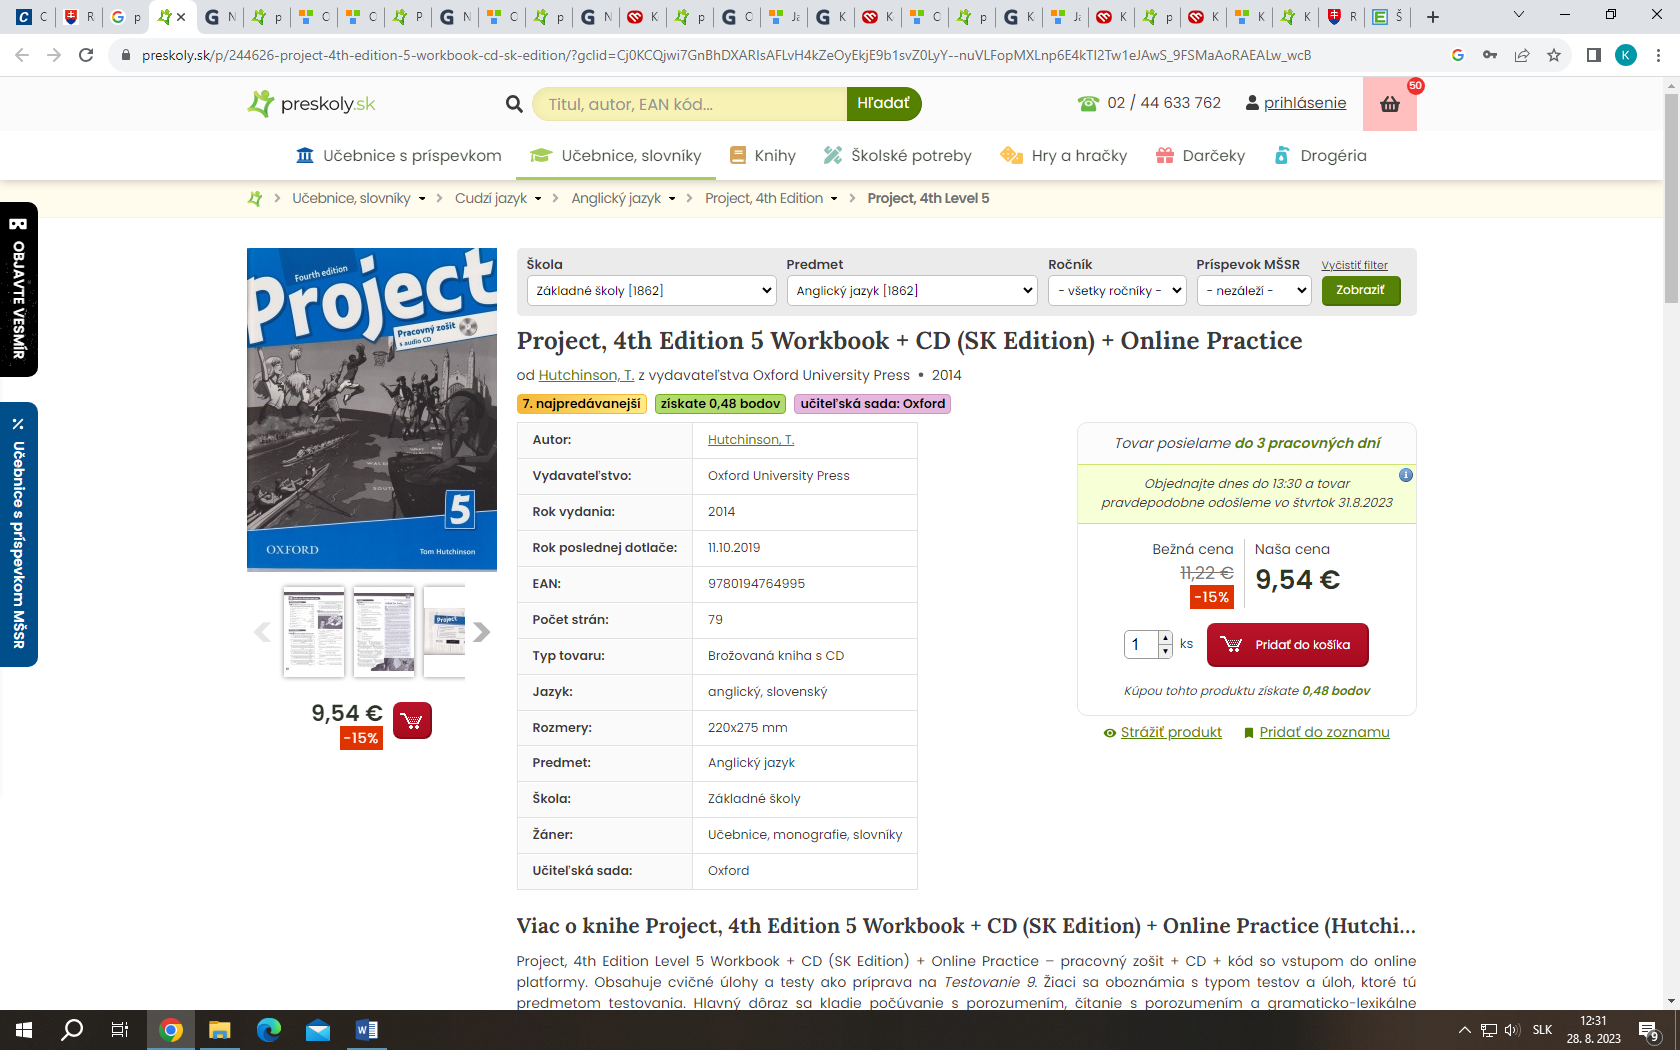 preskoly.sk/p/244626-project-4th-edition-5-workbook-cd-sk-edition/?gclid=Cj0KCQjwi7GnBhDXARIsAFLvH4kZeOyEkjE9b1svZ0LyY--nuVLFopMXLnp6E4kTI2Tw1eJAwS_9FSMaAoRAEALw_wcB
K
preskoly.sk
Titul, autor, EAN kód...
Hľadať
02 / 44 633 762
prihlásenie
50
Učebnice s príspevkom
Učebnice, slovníky
Knihy
Školské potreby
Hry a hračky
Darčeky
Drogéria
Učebnice, slovníky
Cudzí jazyk
Anglický jazyk
Project, 4th Edition
Project, 4th Level 5
OBJAVTE VESMÍR
Učebnice s príspevkom MŠSR
Fourth edition
Project
Pracovný zošit
s audio CD
5
OXFORD
Tom Hutchinson
9,54 €
-15%
Škola
Predmet
Ročník
Príspevok MŠSR
Vyčistiť filter
Základné školy [1862]
Anglický jazyk [1862]
- všetky ročníky -
- nezáleží -
Zobraziť
Project, 4th Edition 5 Workbook + CD (SK Edition) + Online Practice
od Hutchinson, T. z vydavateľstva Oxford University Press • 2014
7. najpredávanejší
získate 0,48 bodov
učiteľská sada: Oxford
Autor: Hutchinson, T.
Vydavateľstvo: Oxford University Press
Rok vydania: 2014
Rok poslednej dotlače: 11.10.2019
EAN: 9780194764995
Počet strán: 79
Typ tovaru: Brožovaná kniha s CD
Jazyk: anglický, slovenský
Rozmery: 220x275 mm
Predmet: Anglický jazyk
Škola: Základné školy
Žáner: Učebnice, monografie, slovníky
Učiteľská sada: Oxford
Tovar posielame do 3 pracovných dní
Objednajte dnes do 13:30 a tovar
pravdepodobne odošleme vo štvrtok 31.8.2023
Bežná cena
11,22 €
-15%
Naša cena
9,54 €
1 ks
Pridať do košíka
Kúpou tohto produktu získate 0,48 bodov
Strážiť produkt
Pridať do zoznamu
Viac o knihe Project, 4th Edition 5 Workbook + CD (SK Edition) + Online Practice (Hutchi...
Project, 4th Edition Level 5 Workbook + CD (SK Edition) + Online Practice – pracovný zošit + CD + kód so vstupom do online
platformy. Obsahuje cvičné úlohy a testy ako príprava na Testovanie 9. Žiaci sa oboznámia s typom testov a úloh, ktoré tú
predmetom testovania. Hlavný dôraz sa kladie počúvanie s porozumením, čítanie s porozumením a gramaticko-lexikálne
SLK
12:31
28. 8. 2023
9